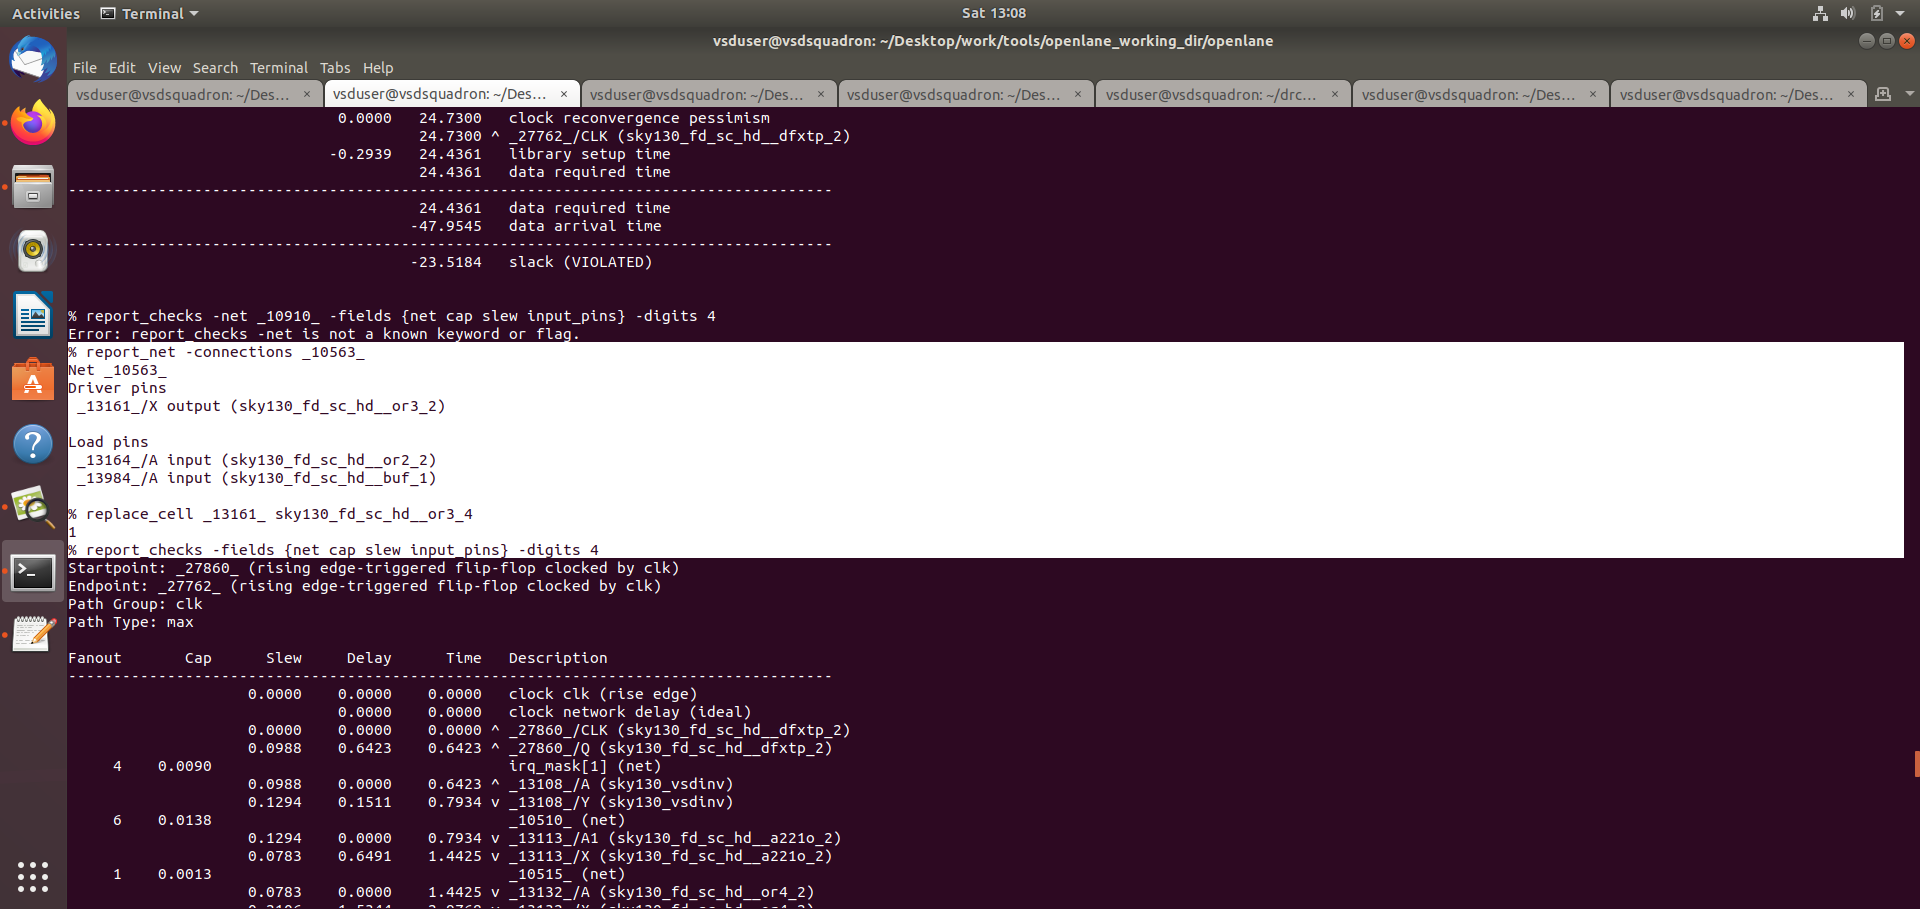 Activities Terminal Sat 13:08
vsduser@vsdsquadron: ~/Desktop/work/tools/openlane_working_dir/openlane
File Edit View Search Terminal Tabs Help
vsduser@vsdsquadron: ~/Des... × vsduser@vsdsquadron: ~/Des... × vsduser@vsdsquadron: ~/Des... × vsduser@vsdsquadron: ~/Des... × vsduser@vsdsquadron: ~/drc... × vsduser@vsdsquadron: ~/Des... × vsduser@vsdsquadron: ~/Des... ×
0.0000 24.7300 clock reconvergence pessimism
24.7300 ^ _27762_/CLK (sky130_fd_sc_hd__dfxtp_2)
-0.2939 24.4361 library setup time
24.4361 data required time
-------------------------------------------------------------------------------------
24.4361 data required time
-47.9545 data arrival time
-------------------------------------------------------------------------------------
-23.5184 slack (VIOLATED)
% report_checks -net _10910_ -fields {net cap slew input_pins} -digits 4
Error: report_checks -net is not a known keyword or flag.
% report_net -connections _10563_
Net _10563_
Driver pins
_13161_/X output (sky130_fd_sc_hd__or3_2)
Load pins
_13164_/A input (sky130_fd_sc_hd__or2_2)
_13984_/A input (sky130_fd_sc_hd__buf_1)
% replace_cell _13161_ sky130_fd_sc_hd__or3_4
1
% report_checks -fields {net cap slew input_pins} -digits 4
Startpoint: _27860_ (rising edge-triggered flip-flop clocked by clk)
Endpoint: _27762_ (rising edge-triggered flip-flop clocked by clk)
Path Group: clk
Path Type: max
Fanout Cap Slew Delay Time Description
-------------------------------------------------------------------------------------
0.0000 0.0000 0.0000 clock clk (rise edge)
0.0000 0.0000 clock network delay (ideal)
0.0000 0.0000 0.0000 ^ _27860_/CLK (sky130_fd_sc_hd__dfxtp_2)
0.0988 0.6423 0.6423 ^ _27860_/Q (sky130_fd_sc_hd__dfxtp_2)
4 0.0090 irq_mask[1] (net)
0.0988 0.0000 0.6423 ^ _13108_/A (sky130_vsdinv)
0.1294 0.1511 0.7934 v _13108_/Y (sky130_vsdinv)
6 0.0138 _10510_ (net)
0.1294 0.0000 0.7934 v _13113_/A1 (sky130_fd_sc_hd__a221o_2)
0.0783 0.6491 1.4425 v _13113_/X (sky130_fd_sc_hd__a221o_2)
1 0.0013 _10515_ (net)
0.0783 0.0000 1.4425 v _13132_/A (sky130_fd_sc_hd__or4_2)